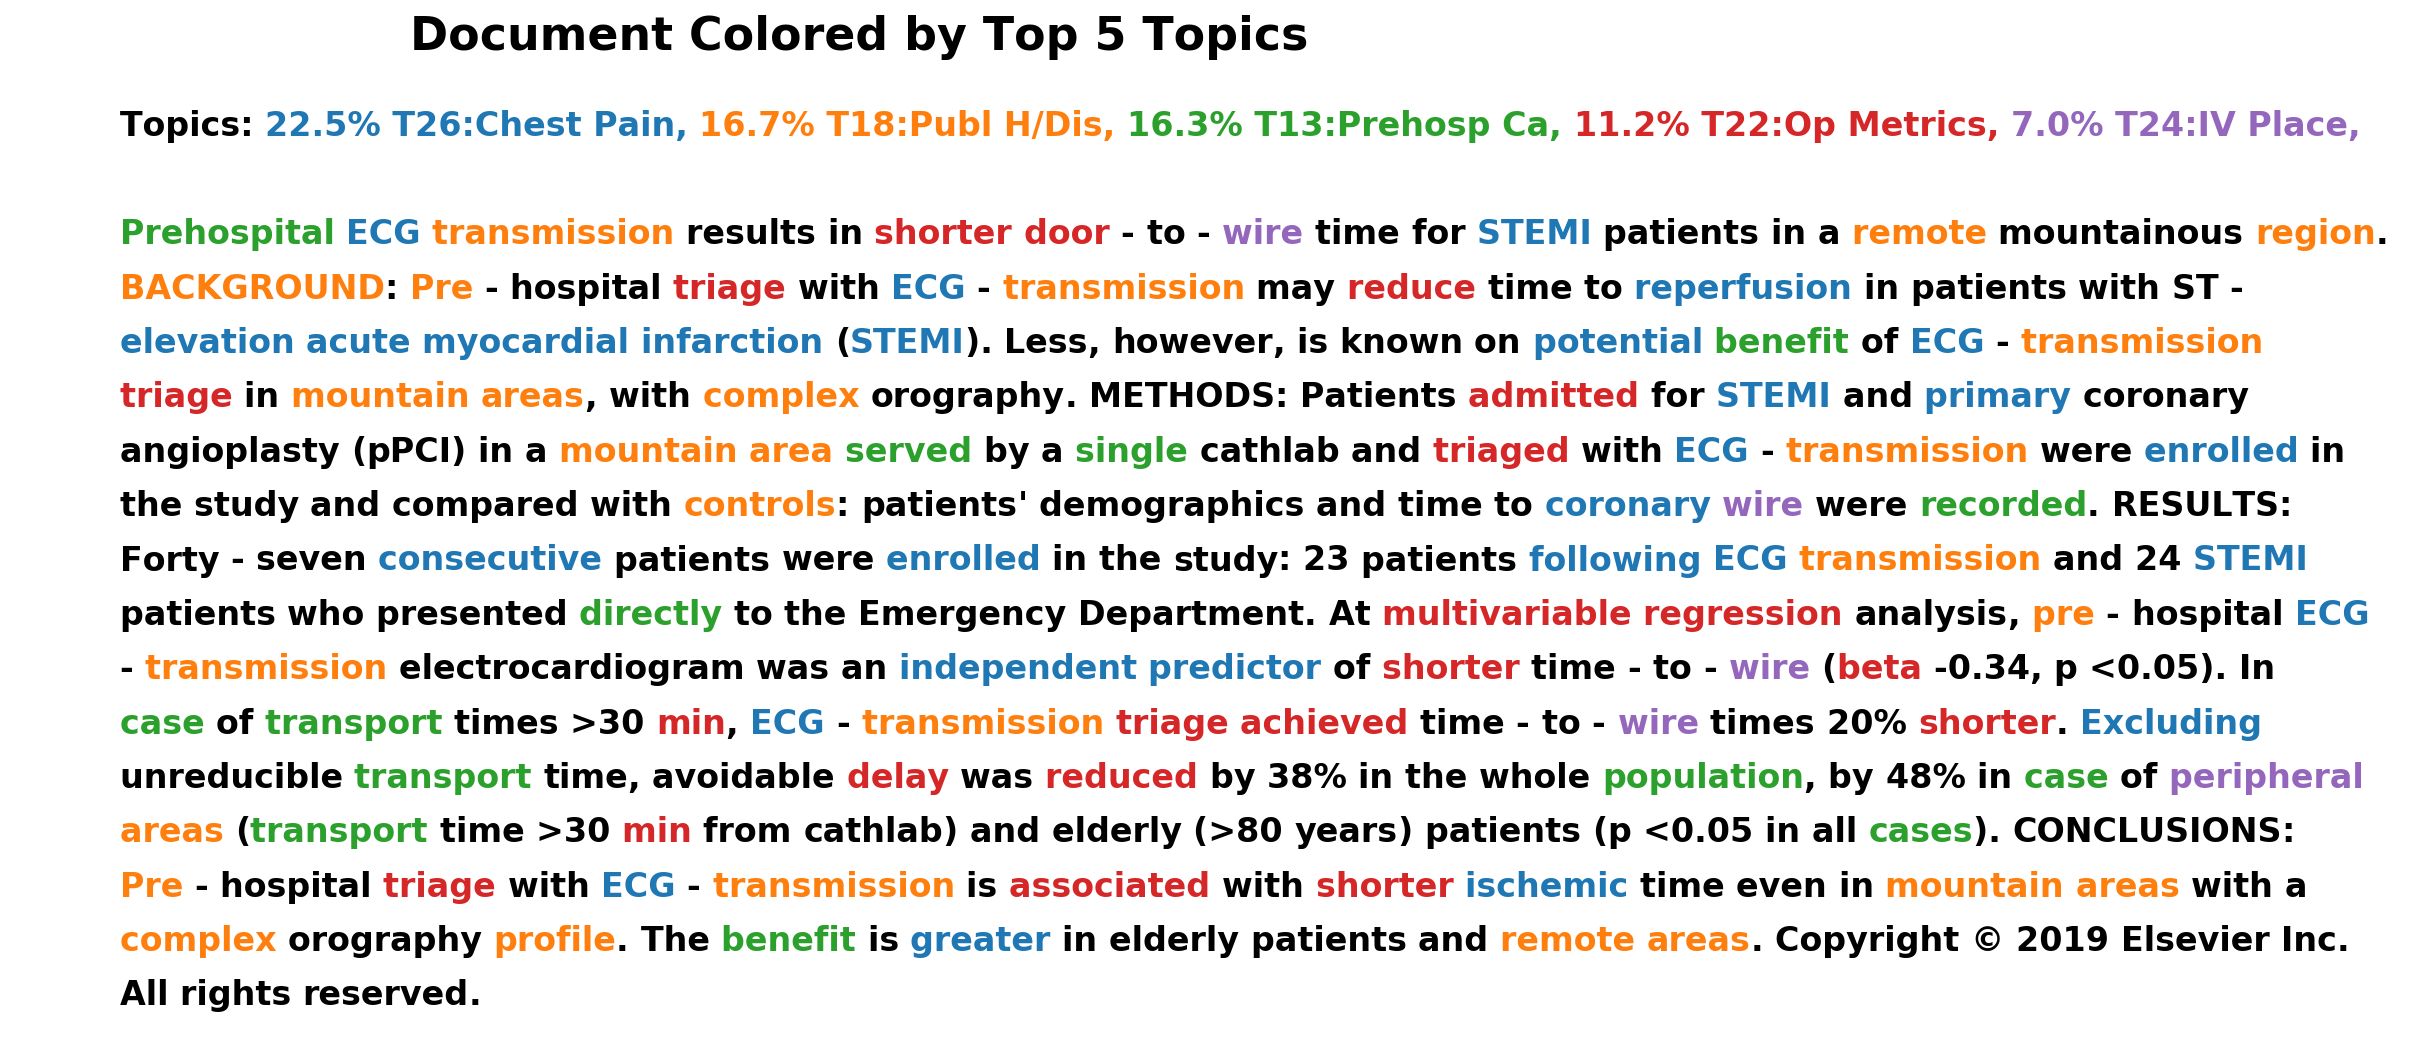 Document Colored by Top 5 Topics
Topics: 22.5% T26:Chest Pain, 16.7% T18:Publ H/Dis, 16.3% T13:Prehosp Ca, 11.2% T22:Op Metrics, 7.0% T24:IV Place,
Prehospital ECG transmission results in shorter door - to - wire time for STEMI patients in a remote mountainous region.
BACKGROUND: Pre - hospital triage with ECG - transmission may reduce time to reperfusion in patients with ST -
elevation acute myocardial infarction (STEMI). Less, however, is known on potential benefit of ECG - transmission
triage in mountain areas, with complex orography. METHODS: Patients admitted for STEMI and primary coronary
angioplasty (pPCI) in a mountain area served by a single cathlab and triaged with ECG - transmission were enrolled in
the study and compared with controls: patients' demographics and time to coronary wire were recorded. RESULTS:
Forty - seven consecutive patients were enrolled in the study: 23 patients following ECG transmission and 24 STEMI
patients who presented directly to the Emergency Department. At multivariable regression analysis, pre - hospital ECG
- transmission electrocardiogram was an independent predictor of shorter time - to - wire (beta -0.34, p <0.05). In
case of transport times >30 min, ECG - transmission triage achieved time - to - wire times 20% shorter. Excluding
unreducible transport time, avoidable delay was reduced by 38% in the whole population, by 48% in case of peripheral
areas (transport time >30 min from cathlab) and elderly (>80 years) patients (p <0.05 in all cases). CONCLUSIONS:
Pre - hospital triage with ECG - transmission is associated with shorter ischemic time even in mountain areas with a
complex orography profile. The benefit is greater in elderly patients and remote areas. Copyright © 2019 Elsevier Inc.
All rights reserved.